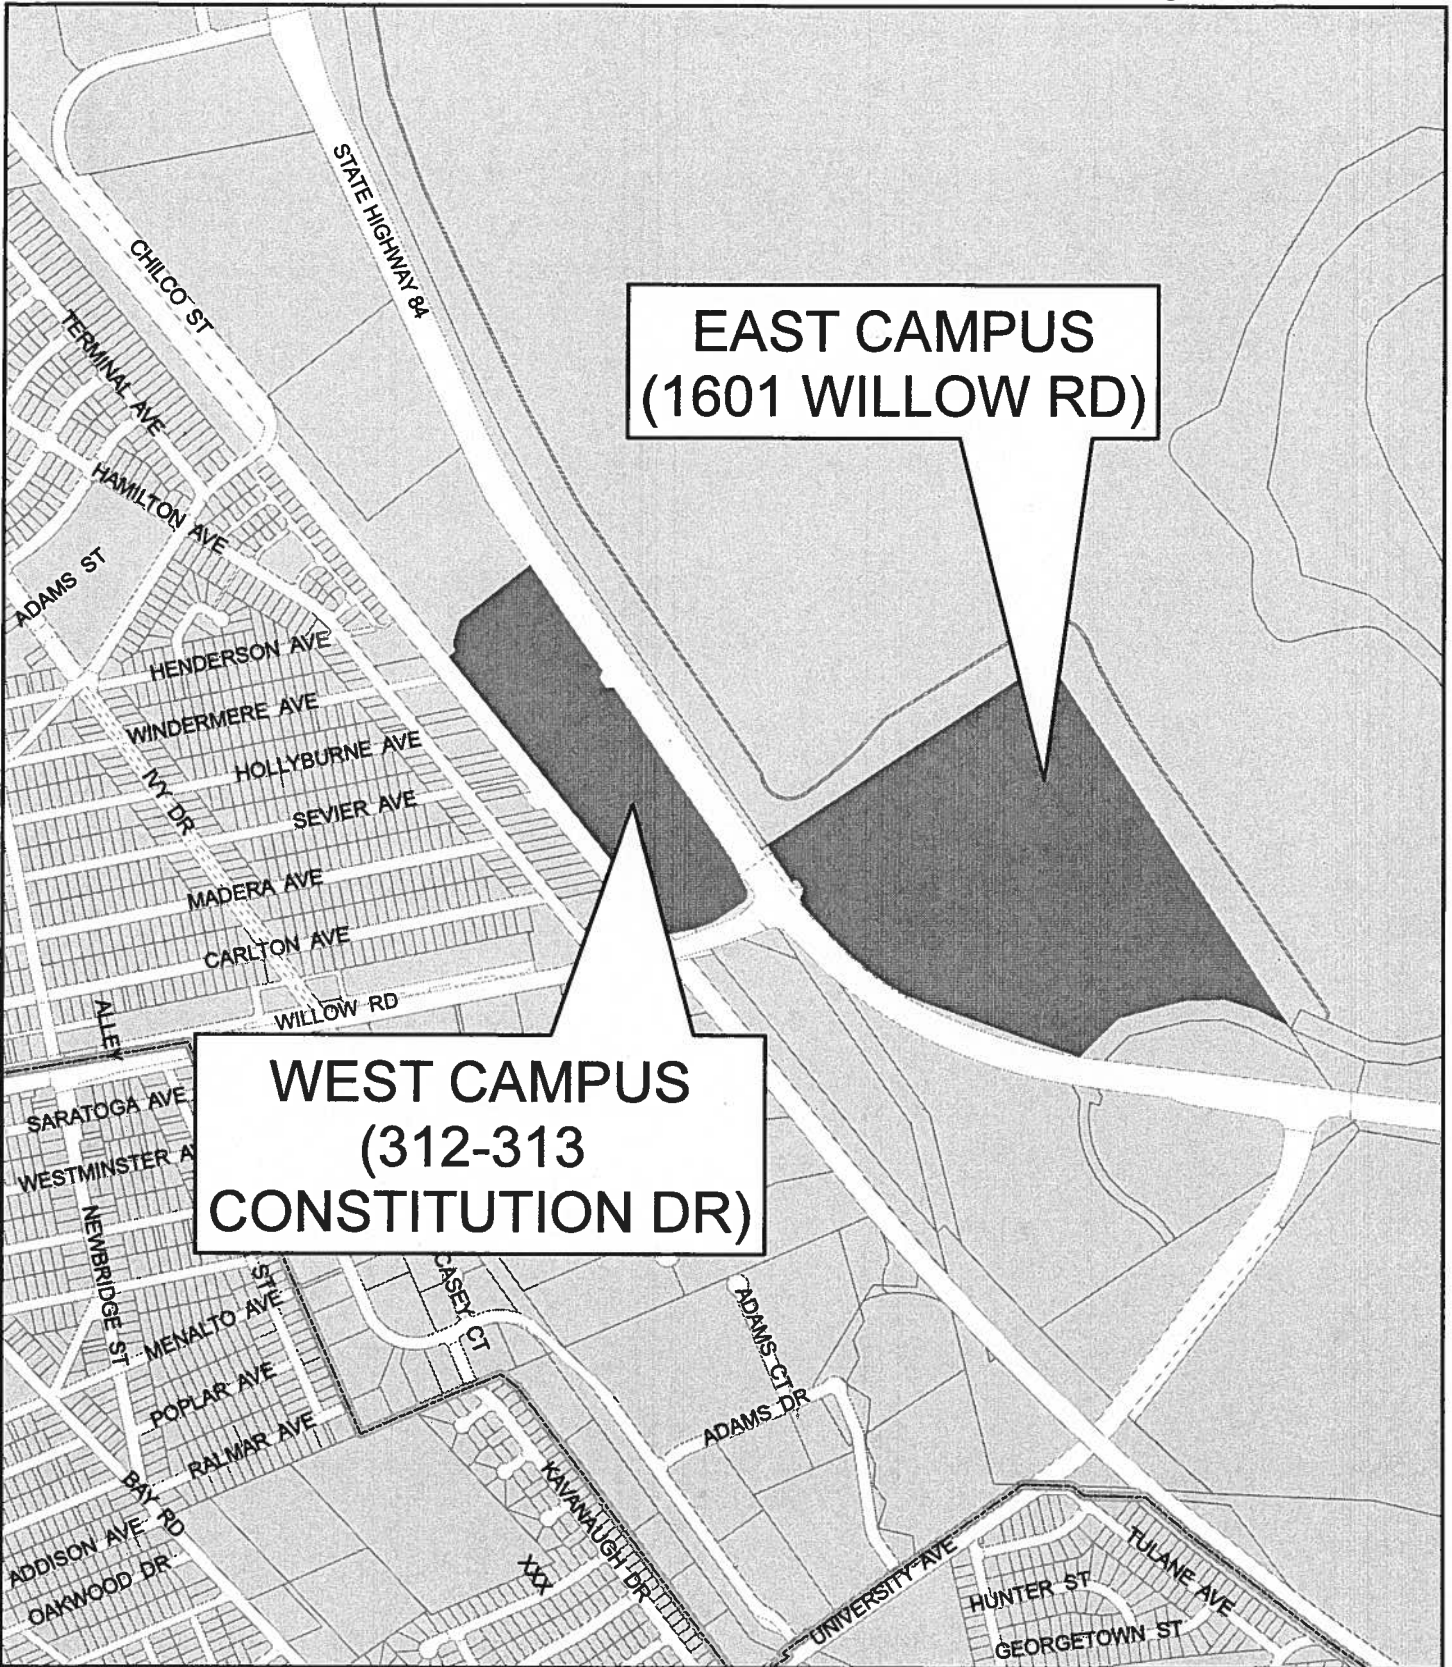 STATE HIGHWAY 84
CHILCO ST
TERMINAL AVE
EAST CAMPUS
(1601 WILLOW RD)
HAMILTON AVE
ADAMS ST
HENDERSON AVE
WINDERMERE AVE
HOLLYBURNE AVE
IVY DR
SEVIER AVE
MADERA AVE
CARLTON AVE
WILLOW RD
ALLEY
WEST CAMPUS
(312-313
CONSTITUTION DR)
SARATOGA AVE
WESTMINSTER A
NEWBRIDGE ST
ST
MENALTO AVE
CASEY CT
ADAMS CT
POPLAR AVE
ADAMS DR
RALMAR AVE
BAY RD
KAVANAUGH DR
ADDISON AVE
OAKWOOD DR
XXX
UNIVERSITY AVE
TULANE AVE
HUNTER ST
GEORGETOWN ST